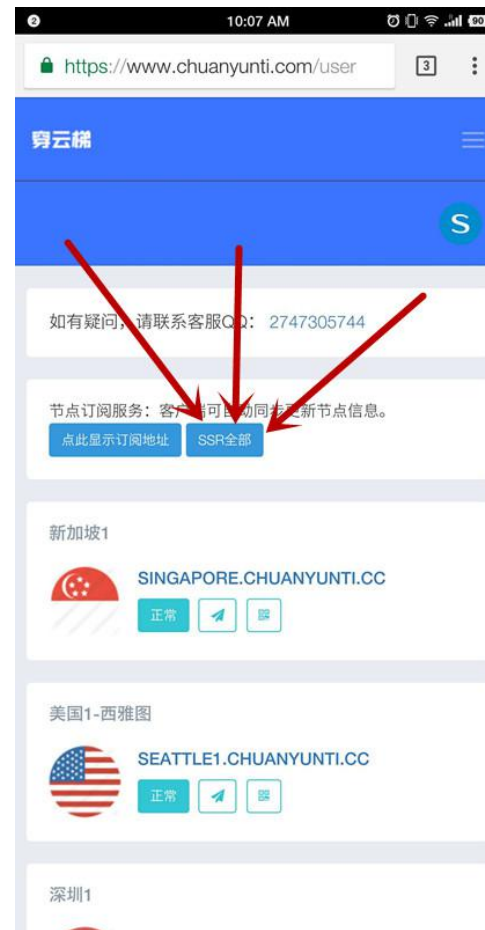 2
10:07 AM
90
https://www.chuanyunti.com/user
3
穿云梯
S
如有疑问，请联系客服QQ： 2747305744
节点订阅服务：客户端可自动同步更新节点信息。
点此显示订阅地址
SSR全部
新加坡1
SINGAPORE.CHUANYUNTI.CC
正常
美国1-西雅图
SEATTLE1.CHUANYUNTI.CC
正常
深圳1